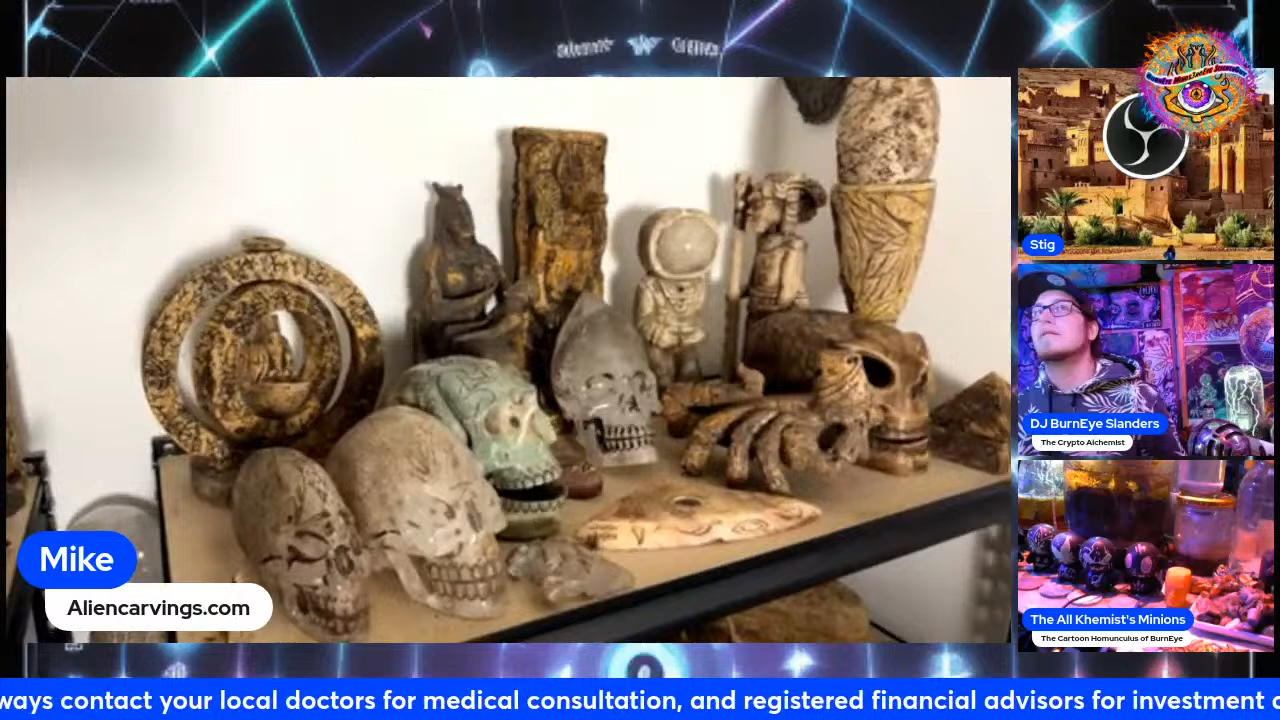 Stig
DJ BurnEye Slanders
The Crypto Alchemist
Mike
Aliencarvings.com
The All Khemist's Minions
The Cartoon Homunculus of BurnEye
ways contact your local doctors for medical consultation, and registered financial advisors for investment